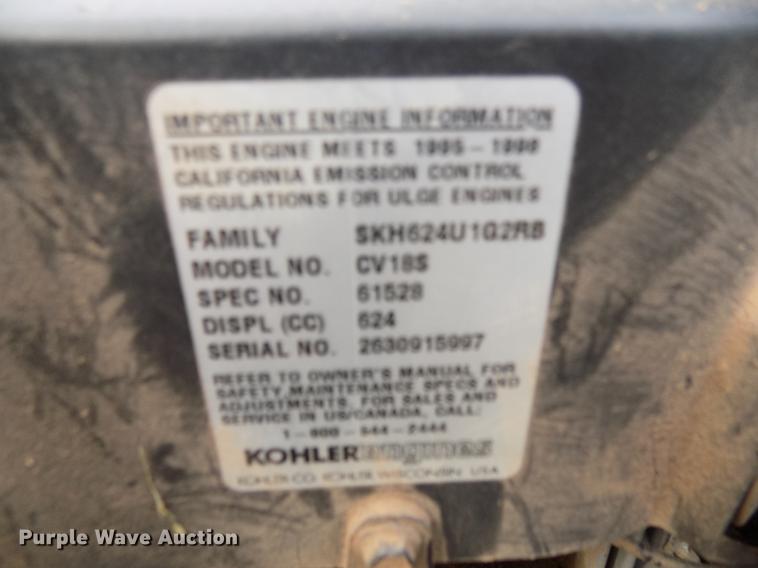 IMPORTANT ENGINE INFORMATION
THIS ENGINE MEETS 1995-1998
CALIFORNIA EMISSION CONTROL
REGULATIONS FOR ULGE ENGINES
FAMILY SKH624U1G2RB
MODEL NO. CV18S
SPEC NO. 61528
DISPL (CC) 624
SERIAL NO. 2630915997
REFER TO OWNER'S MANUAL FOR
SAFETY, MAINTENANCE SPECS AND
ADJUSTMENTS. FOR SALES AND
SERVICE IN US/CANADA, CALL:
1-800-544-2444
KOHLER engines
KOHLER CO. KOHLER, WISCONSIN, USA
Purple Wave Auction